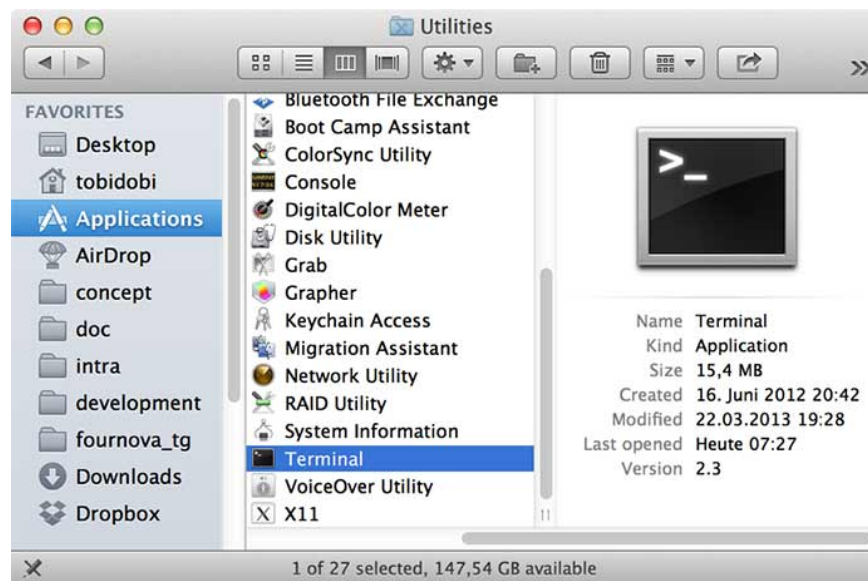 Utilities
FAVORITES
Desktop
tobidobi
Applications
AirDrop
concept
doc
intra
development
fournova_tg
Downloads
Dropbox
Bluetooth File Exchange
Boot Camp Assistant
ColorSync Utility
Console
DigitalColor Meter
Disk Utility
Grab
Grapher
Keychain Access
Migration Assistant
Network Utility
RAID Utility
System Information
Terminal
VoiceOver Utility
X11
>_
Name Terminal
Kind Application
Size 15,4 MB
Created 16. Juni 2012 20:42
Modified 22.03.2013 19:28
Last opened Heute 07:27
Version 2.3
1 of 27 selected, 147,54 GB available